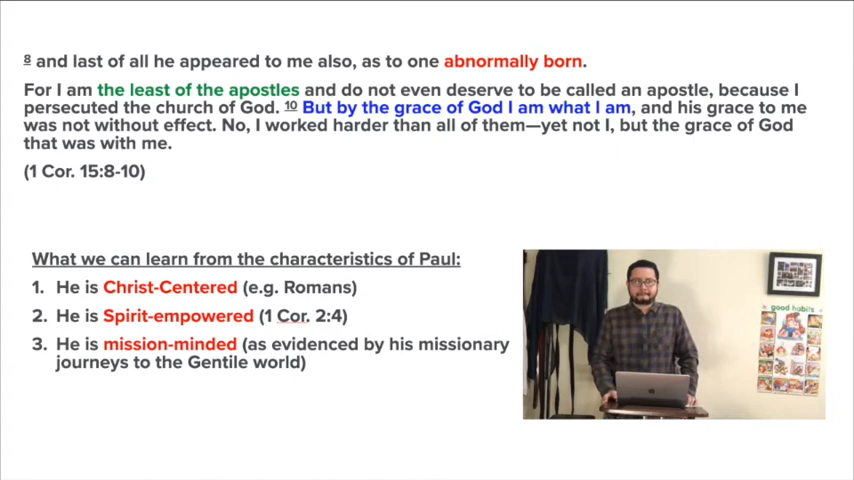 8 and last of all he appeared to me also, as to one abnormally born.
For I am the least of the apostles and do not even deserve to be called an apostle, because I
persecuted the church of God. 10 But by the grace of God I am what I am, and his grace to me
was not without effect. No, I worked harder than all of them—yet not I, but the grace of God
that was with me.
(1 Cor. 15:8-10)
What we can learn from the characteristics of Paul:
1. He is Christ-Centered (e.g. Romans)
2. He is Spirit-empowered (1 Cor. 2:4)
3. He is mission-minded (as evidenced by his missionary
journeys to the Gentile world)
good habits